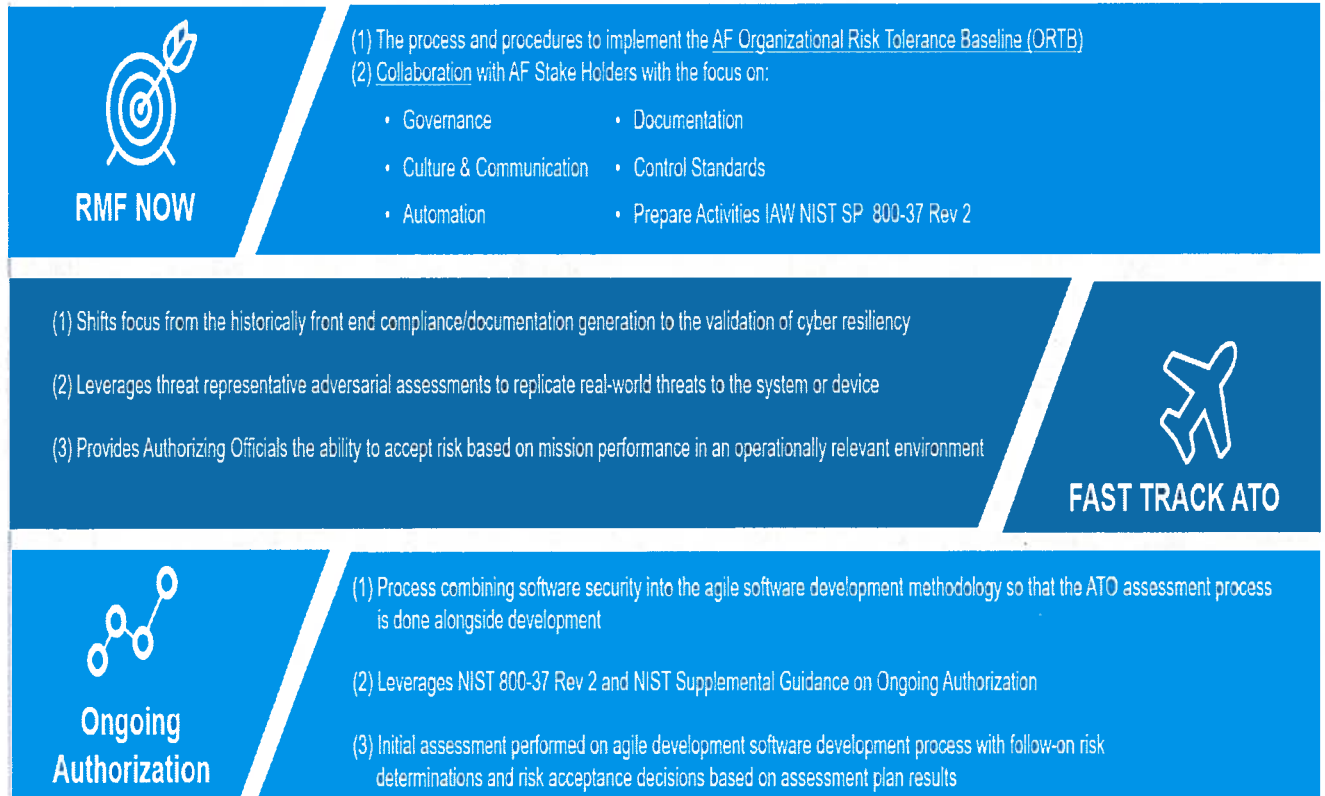 RMF NOW
(1) The process and procedures to implement the AF Organizational Risk Tolerance Baseline (ORTB)
(2) Collaboration with AF Stake Holders with the focus on:
• Governance
• Culture & Communication
• Automation
• Documentation
• Control Standards
• Prepare Activities IAW NIST SP 800-37 Rev 2
(1) Shifts focus from the historically front end compliance/documentation generation to the validation of cyber resiliency
(2) Leverages threat representative adversarial assessments to replicate real-world threats to the system or device
(3) Provides Authorizing Officials the ability to accept risk based on mission performance in an operationally relevant environment
FAST TRACK ATO
Ongoing
Authorization
(1) Process combining software security into the agile software development methodology so that the ATO assessment process
is done alongside development
(2) Leverages NIST 800-37 Rev 2 and NIST Supplemental Guidance on Ongoing Authorization
(3) Initial assessment performed on agile development software development process with follow-on risk
determinations and risk acceptance decisions based on assessment plan results